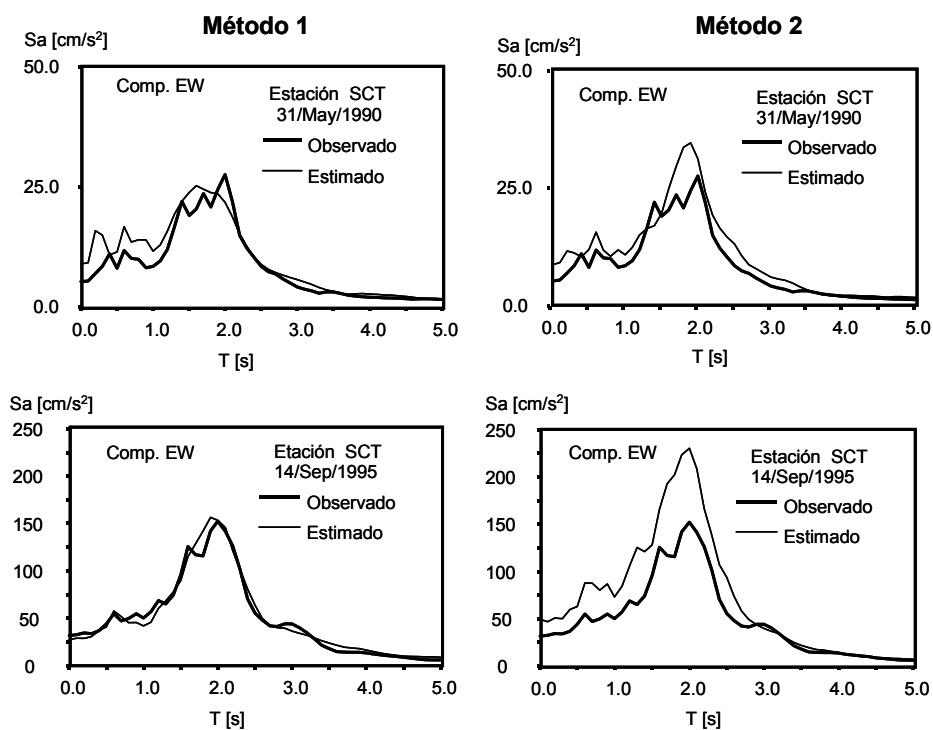 Método 1
Método 2
Sa [cm/s²]
50.0
25.0
0.0
Comp. EW
Estación SCT
31/May/1990
Observado
Estimado
0.0 1.0 2.0 3.0 4.0 5.0
T [s]
Sa [cm/s²]
50.0
25.0
0.0
Comp. EW
Estación SCT
31/May/1990
Observado
Estimado
0.0 1.0 2.0 3.0 4.0 5.0
T [s]
Sa [cm/s²]
250
200
150
100
50
0
Comp. EW
Etación SCT
14/Sep/1995
Observado
Estimado
0.0 1.0 2.0 3.0 4.0 5.0
T [s]
Sa [cm/s²]
250
200
150
100
50
0
Comp. EW
Estación SCT
14/Sep/1995
Observado
Estimado
0.0 1.0 2.0 3.0 4.0 5.0
T [s]